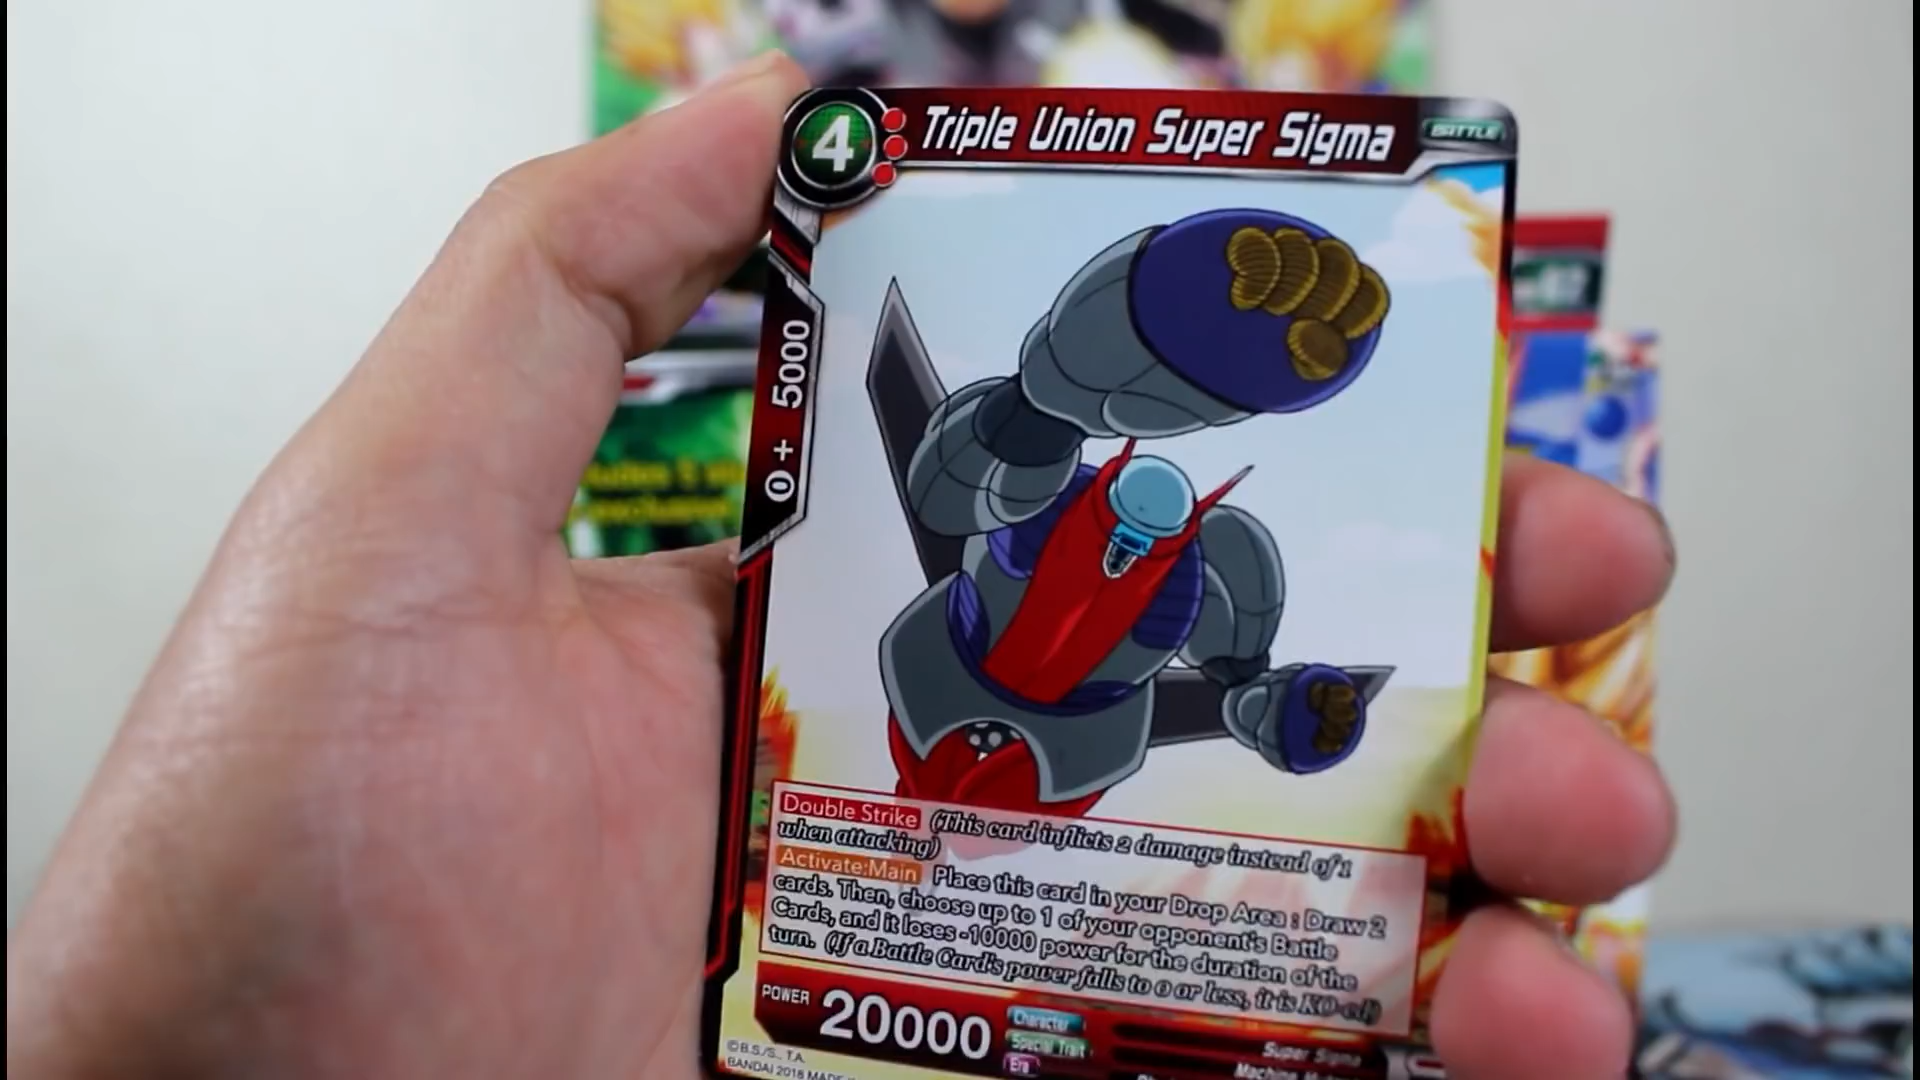 4
Triple Union Super Sigma
BATTLE
0 + 5000
Double Strike (This card inflicts 2 damage instead of 1
when attacking)
Activate:Main Place this card in your Drop Area : Draw 2
cards. Then, choose up to 1 of your opponent's Battle
Cards, and it loses -10000 power for the duration of the
turn. (If a Battle Card's power falls to 0 or less, it is KO-ed)
POWER 20000
Character Super Sigma
Special Trait Machine
Era
©B.S./S., T.A.
BANDAI 2018 MADE